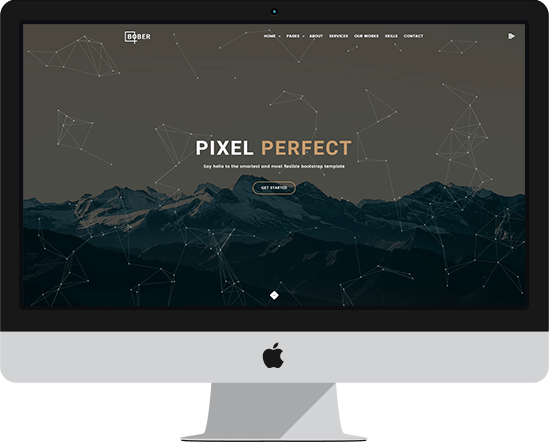 BOBER
HOME PAGES ABOUT SERVICES OUR WORKS SKILLS CONTACT
PIXEL PERFECT
Say hello to the smartest and most flexible bootstrap template
GET STARTED